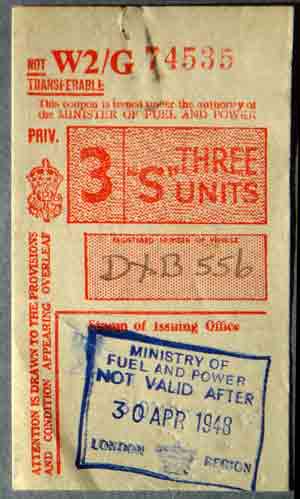 NOT TRANSFERABLE W2/G 74535
This coupon is issued under the authority of
the MINISTER OF FUEL AND POWER
PRIV.
3 "S" THREE UNITS
REGISTERED NUMBER OF VEHICLE
DXB 556
ATTENTION IS DRAWN TO THE PROVISIONS
AND CONDITION APPEARING OVERLEAF
Stamp of Issuing Office
MINISTRY OF
FUEL AND POWER
NOT VALID AFTER
30 APR 1948
LONDON REGION